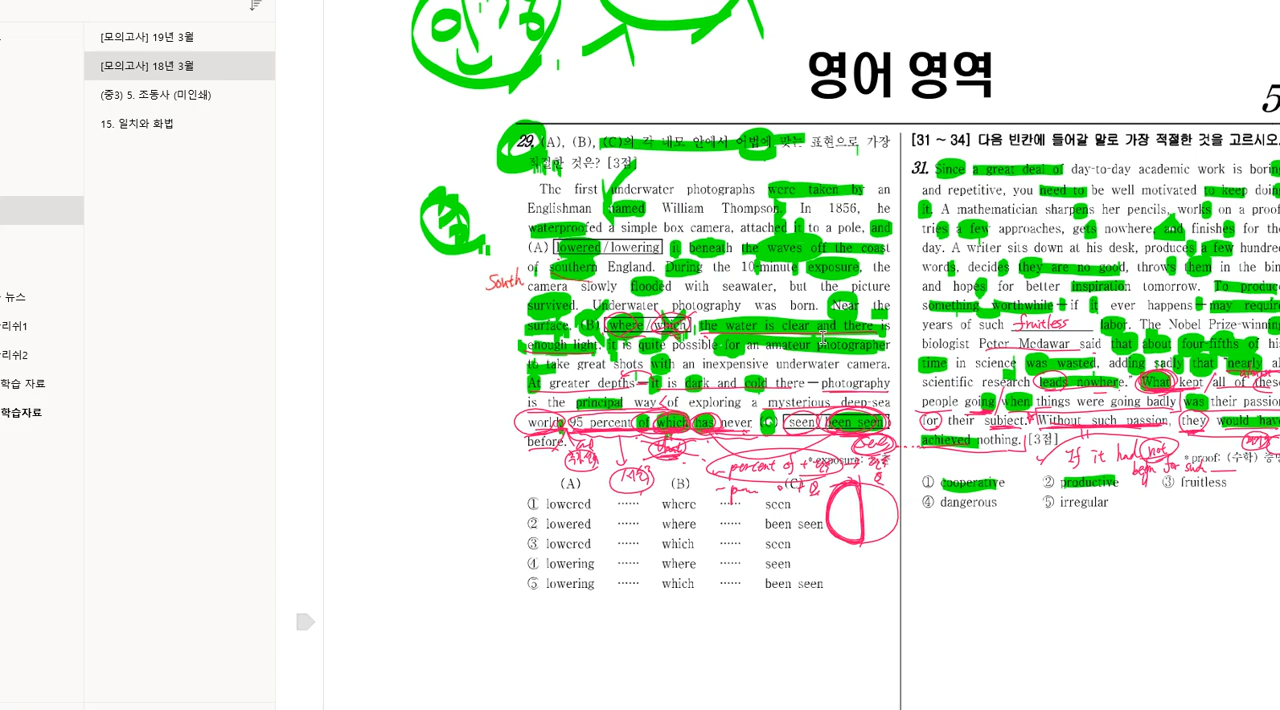 [모의고사] 19년 3월
[모의고사] 18년 3월
(중3) 5. 조동사 (미인쇄)
15. 일치와 화법
뉴스
리쉬1
리쉬2
학습 자료
학습자료
영어 영역
5
29. (A), (B), (C)의 각 네모 안에서 어법에 맞는 표현으로 가장
적절한 것은? [3점]
The first underwater photographs were taken by an
Englishman named William Thompson. In 1856, he
waterproofed a simple box camera, attached it to a pole, and
(A) lowered / lowering it beneath the waves off the coast
of southern England. During the 10-minute exposure, the
South
camera slowly flooded with seawater, but the picture
survived. Underwater photography was born. Near the
surface, (B) where / which the water is clear and there is
enough light, it is quite possible for an amateur photographer
to take great shots with an inexpensive underwater camera.
At greater depths — it is dark and cold there — photography
is the principal way of exploring a mysterious deep-sea
world, 95 percent of which has never (C) seen / been seen
before.
* exposure:
percent of +
(A) (B) (C)
① lowered ······ where ······ seen
② lowered ······ where ······ been seen
③ lowered ······ which ······ seen
④ lowering ······ where ······ seen
⑤ lowering ······ which ······ been seen
[31 ~ 34] 다음 빈칸에 들어갈 말로 가장 적절한 것을 고르시오.
31. Since a great deal of day-to-day academic work is boring
and repetitive, you need to be well motivated to keep doing
it. A mathematician sharpens her pencils, works on a proof,
tries a few approaches, gets nowhere, and finishes for the
day. A writer sits down at his desk, produces a few hundred
words, decides they are no good, throws them in the bin,
and hopes for better inspiration tomorrow. To produce
something worthwhile — if it ever happens — may require
years of such fruitless labor. The Nobel Prize-winning
biologist Peter Medawar said that about four-fifths of his
time in science was wasted, adding sadly that "nearly all
scientific research leads nowhere." What kept all of these
people going when things were going badly was their passion
for their subject. Without such passion, they would have
achieved nothing. [3점]
If it had not
been for such
* proof: (수학) 증명
① cooperative ② productive ③ fruitless
④ dangerous ⑤ irregular